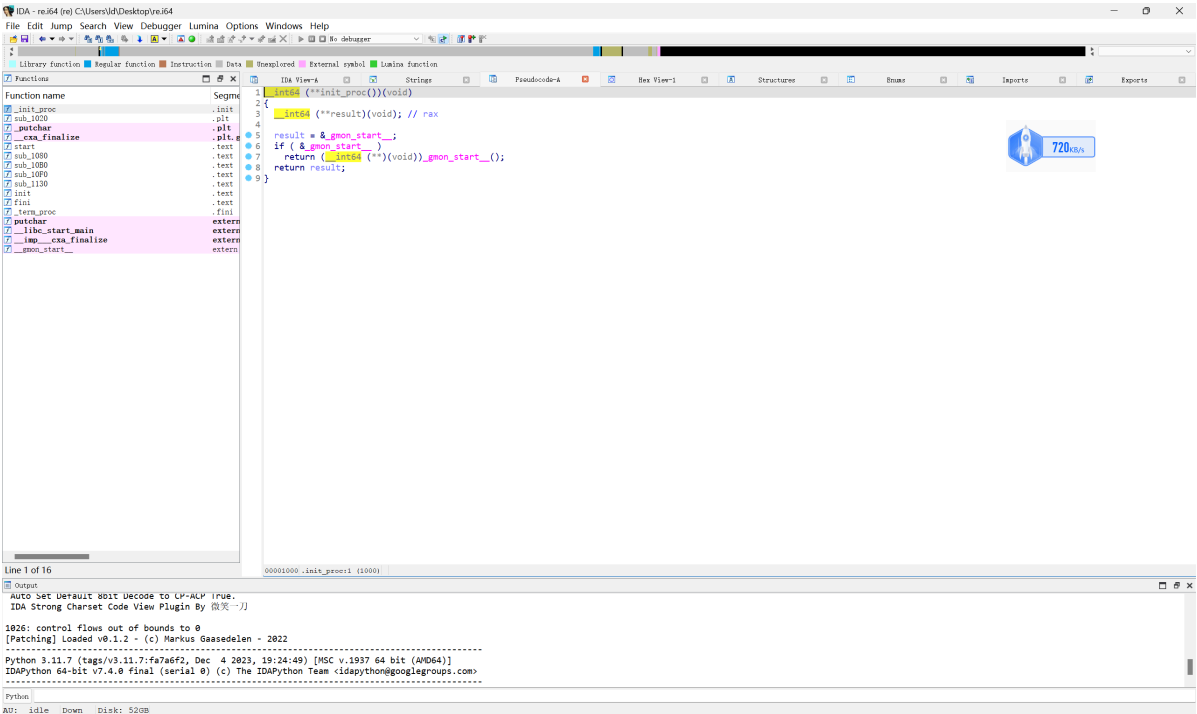 IDA - re.i64 (re) C:\Users\ld\Desktop\re.i64
File Edit Jump Search View Debugger Lumina Options Windows Help
No debugger
Library function Regular function Instruction Data Unexplored External symbol Lumina function
Functions
IDA View-A Strings Pseudocode-A Hex View-1 Structures Enums Imports Exports
Function name Segme
_init_proc .init
sub_1020 .plt
_putchar .plt
__cxa_finalize .plt.g
start .text
sub_1080 .text
sub_10B0 .text
sub_10F0 .text
sub_1130 .text
init .text
fini .text
_term_proc .fini
putchar extern
__libc_start_main extern
__imp___cxa_finalize extern
__gmon_start__ extern
Line 1 of 16
1 __int64 (**init_proc())(void)
2 {
3 __int64 (**result)(void); // rax
4
5 result = &_gmon_start__;
6 if ( &_gmon_start__ )
7 return (__int64 (**)(void))_gmon_start__();
8 return result;
9 }
720KB/s
00001000 .init_proc:1 (1000)
Output
Auto Set Default 8bit Decode to CP-ACP True.
IDA Strong Charset Code View Plugin By 微笑一刀
1026: control flows out of bounds to 0
[Patching] Loaded v0.1.2 - (c) Markus Gaasedelen - 2022
Python 3.11.7 (tags/v3.11.7:fa7a6f2, Dec  4 2023, 19:24:49) [MSC v.1937 64 bit (AMD64)]
IDAPython 64-bit v7.4.0 final (serial 0) (c) The IDAPython Team <idapython@googlegroups.com>
Python
AU: idle Down Disk: 52GB